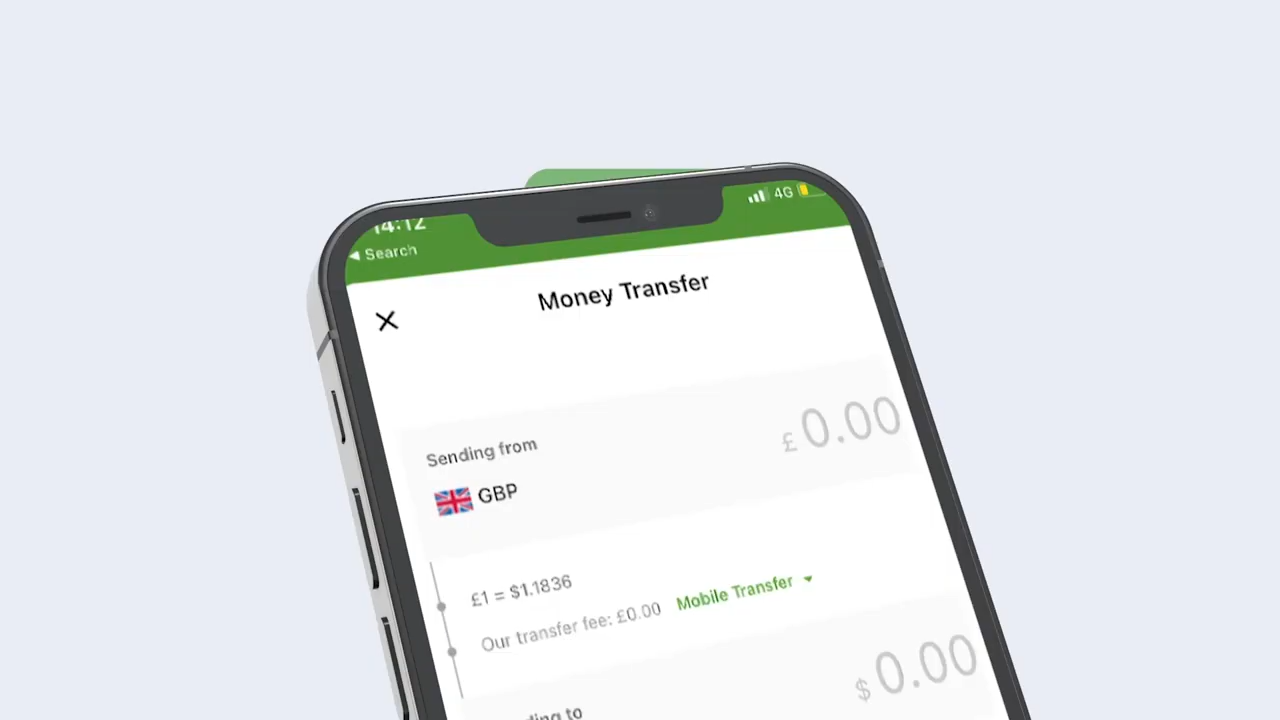 14:12
4G
◀ Search
Money Transfer
Sending from
£0.00
GBP
£1 = $1.1836
Our transfer fee: £0.00 Mobile Transfer
$0.00
to